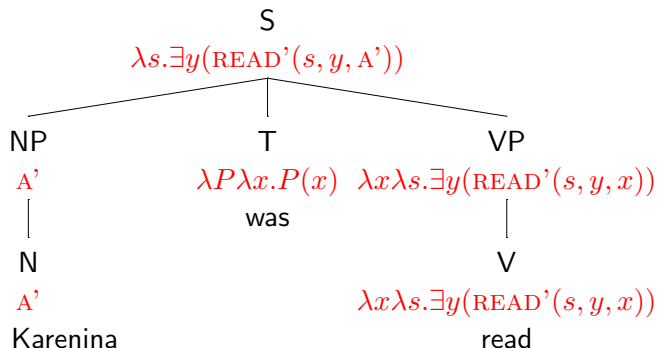 S
λs.∃y(READ'(s, y, A'))
NP T VP
A' λPλx.P(x) λxλs.∃y(READ'(s, y, x))
was
N V
A' λxλs.∃y(READ'(s, y, x))
Karenina read